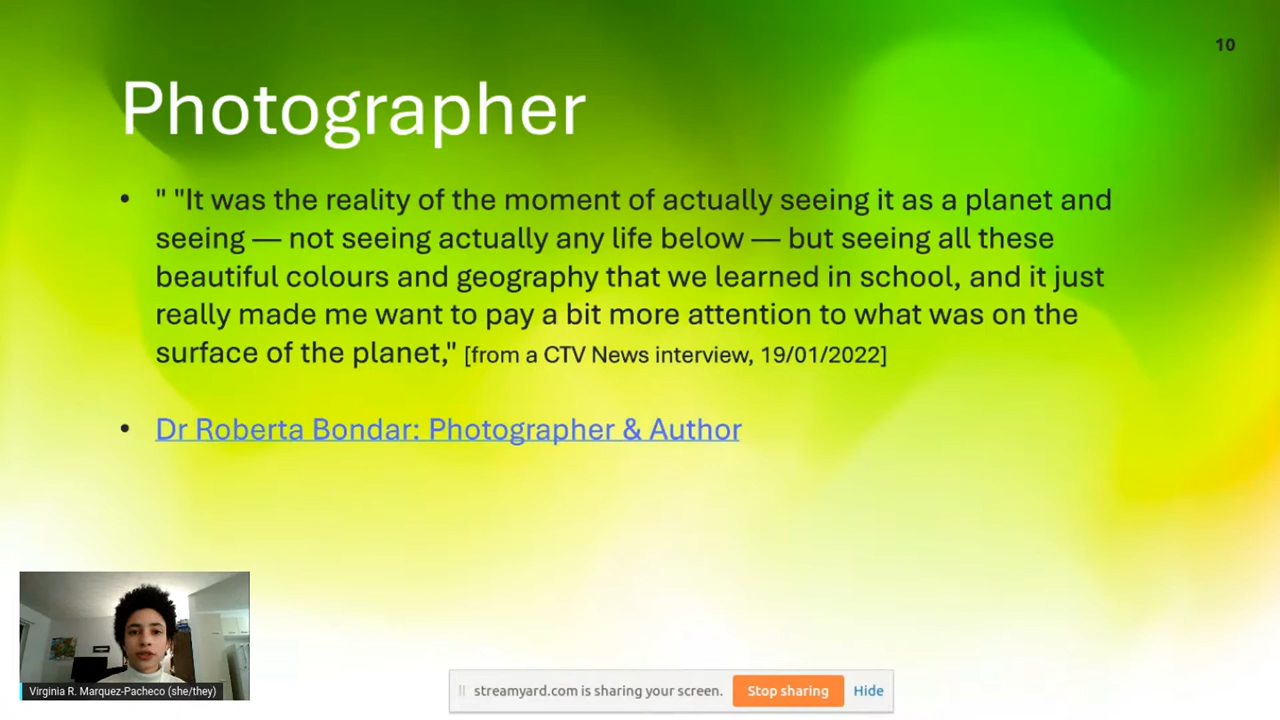 10
Photographer
• " "It was the reality of the moment of actually seeing it as a planet and
seeing — not seeing actually any life below — but seeing all these
beautiful colours and geography that we learned in school, and it just
really made me want to pay a bit more attention to what was on the
surface of the planet," [from a CTV News interview, 19/01/2022]
• Dr Roberta Bondar: Photographer & Author
Virginia R. Marquez-Pacheco (she/they)
streamyard.com is sharing your screen. Stop sharing Hide